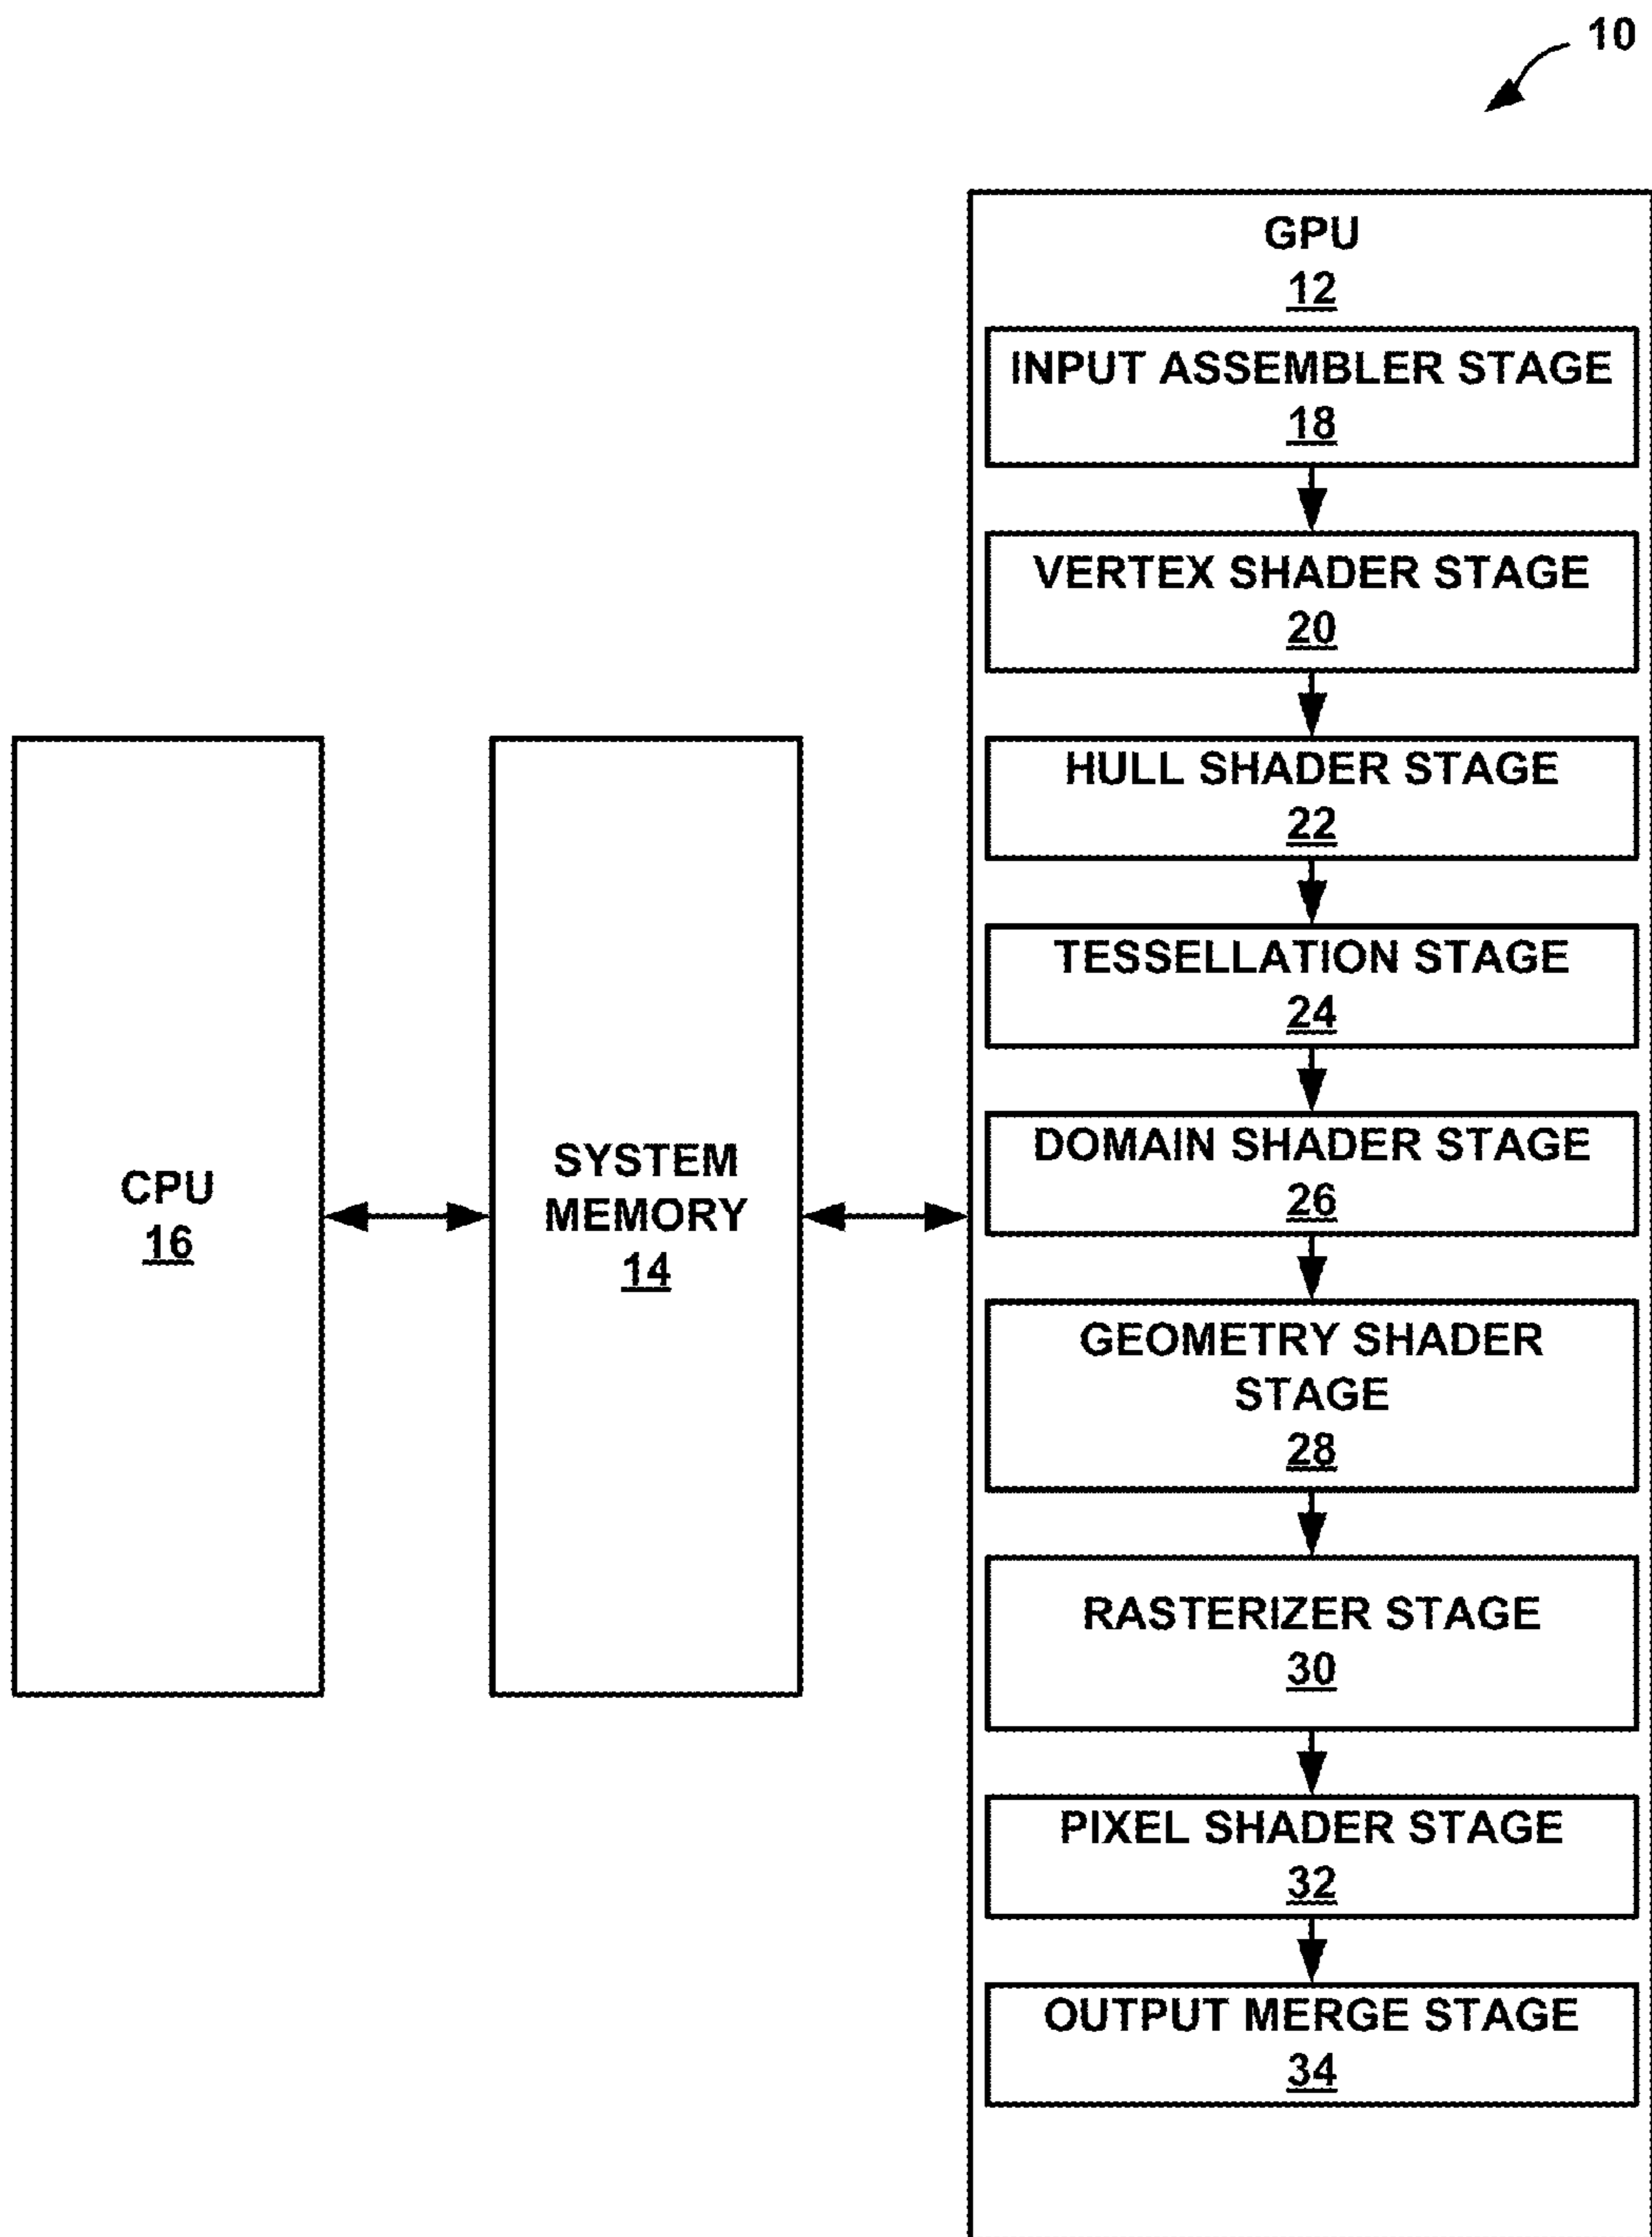 10
GPU
12
INPUT ASSEMBLER STAGE
18
VERTEX SHADER STAGE
20
HULL SHADER STAGE
22
TESSELLATION STAGE
24
DOMAIN SHADER STAGE
26
GEOMETRY SHADER
STAGE
28
RASTERIZER STAGE
30
PIXEL SHADER STAGE
32
OUTPUT MERGE STAGE
34
CPU
16
SYSTEM
MEMORY
14